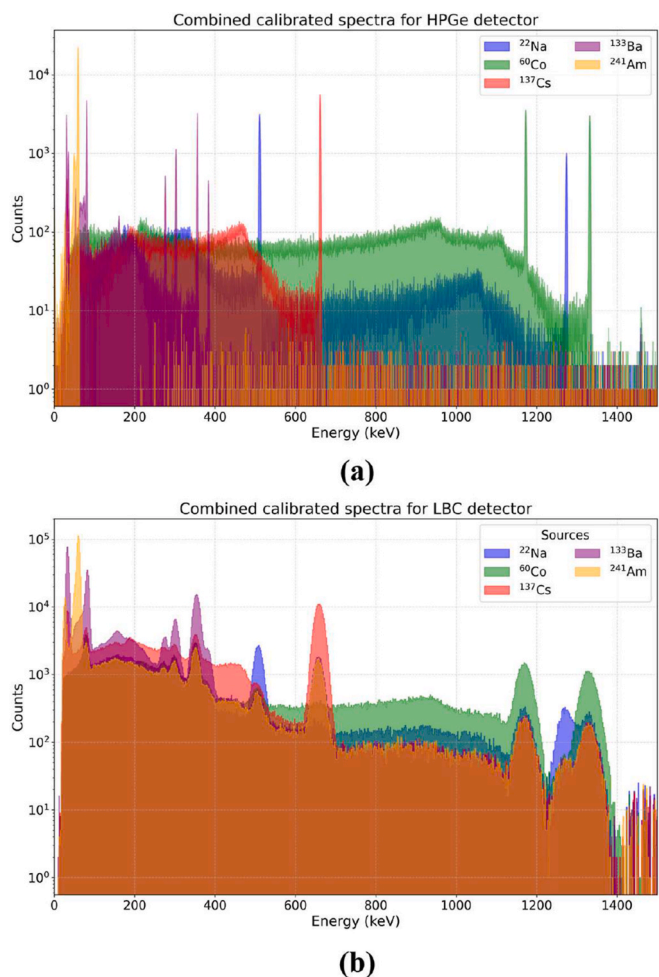 Combined calibrated spectra for HPGe detector
²²Na ¹³³Ba
⁶⁰Co ²⁴¹Am
¹³⁷Cs
10⁴
10³
10²
10¹
10⁰
Counts
0 200 400 600 800 1000 1200 1400
Energy (keV)
(a)
Combined calibrated spectra for LBC detector
Sources
²²Na ¹³³Ba
⁶⁰Co ²⁴¹Am
¹³⁷Cs
10⁵
10⁴
10³
10²
10¹
10⁰
Counts
0 200 400 600 800 1000 1200 1400
Energy (keV)
(b)